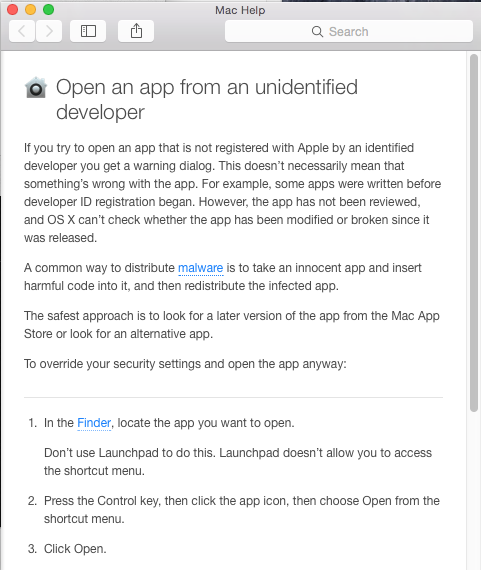 Mac Help
Search
Open an app from an unidentified
developer
If you try to open an app that is not registered with Apple by an identified
developer you get a warning dialog. This doesn’t necessarily mean that
something’s wrong with the app. For example, some apps were written before
developer ID registration began. However, the app has not been reviewed,
and OS X can’t check whether the app has been modified or broken since it
was released.
A common way to distribute malware is to take an innocent app and insert
harmful code into it, and then redistribute the infected app.
The safest approach is to look for a later version of the app from the Mac App
Store or look for an alternative app.
To override your security settings and open the app anyway:
1. In the Finder, locate the app you want to open.
Don’t use Launchpad to do this. Launchpad doesn’t allow you to access
the shortcut menu.
2. Press the Control key, then click the app icon, then choose Open from the
shortcut menu.
3. Click Open.